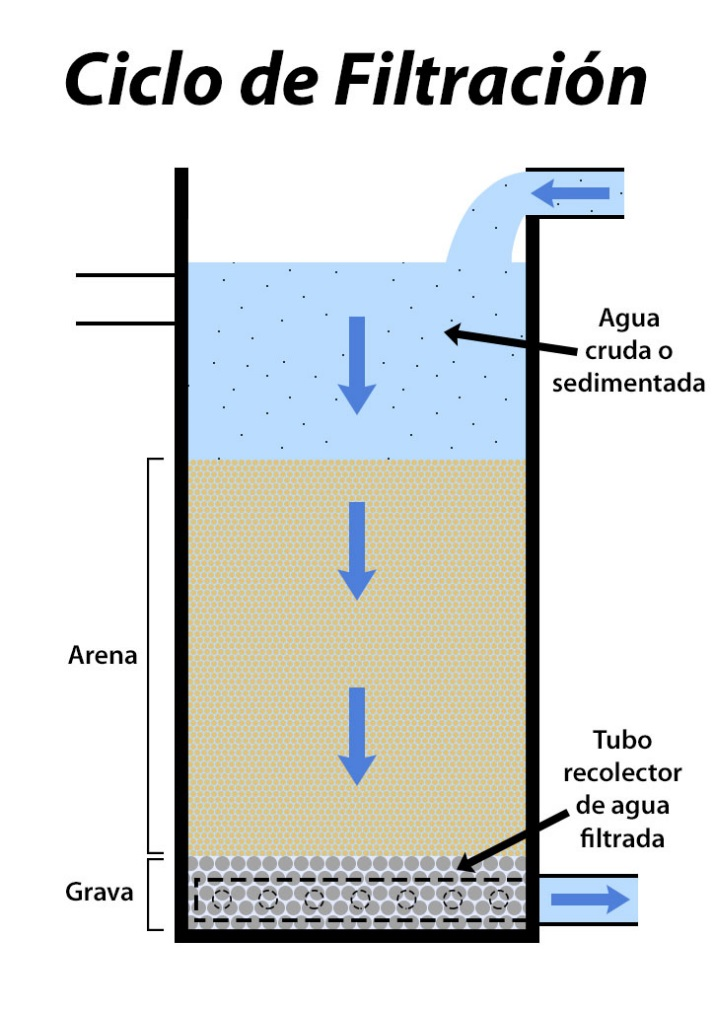 Ciclo de Filtración
Agua
cruda o
sedimentada
Arena
Tubo
recolector
de agua
filtrada
Grava